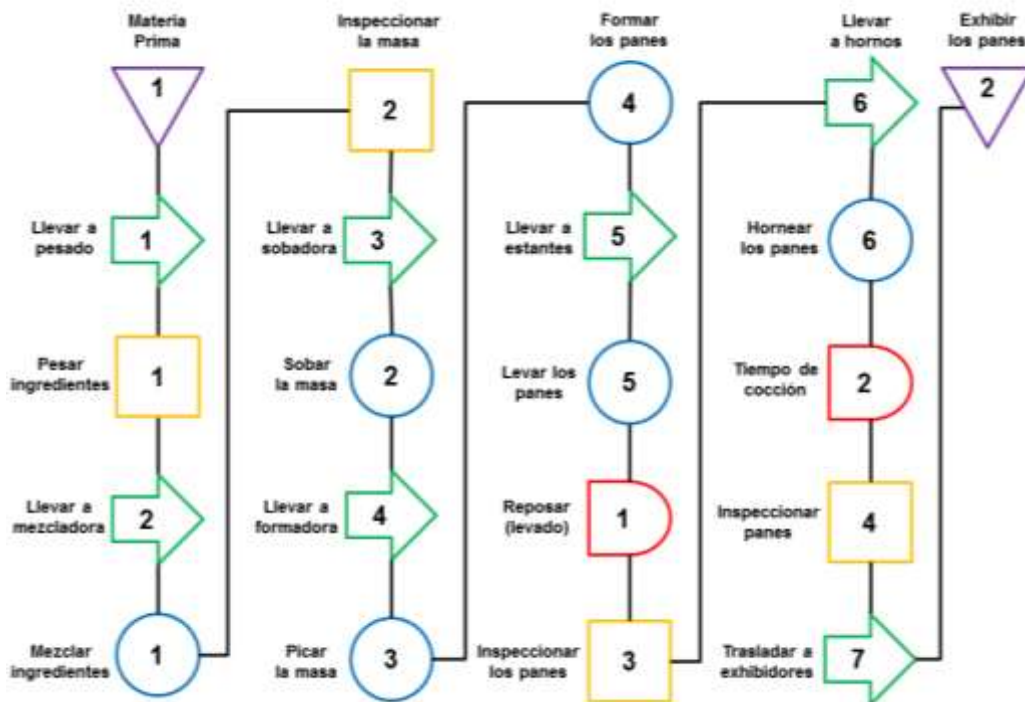 Materia
Prima
1
Llevar a
pesado
1
Pesar
ingredientes
1
Llevar a
mezcladora
2
Mezclar
ingredientes
1
Inspeccionar
la masa
2
Llevar a
sobadora
3
Sobar
la masa
2
Llevar a
formadora
4
Picar
la masa
3
Formar
los panes
4
Llevar a
estantes
5
Levar los
panes
5
Reposar
(levado)
1
Inspeccionar
los panes
3
Llevar
a hornos
6
Hornear
los panes
6
Tiempo de
cocción
2
Inspeccionar
panes
4
Trasladar a
exhibidores
7
Exhibir
los panes
2